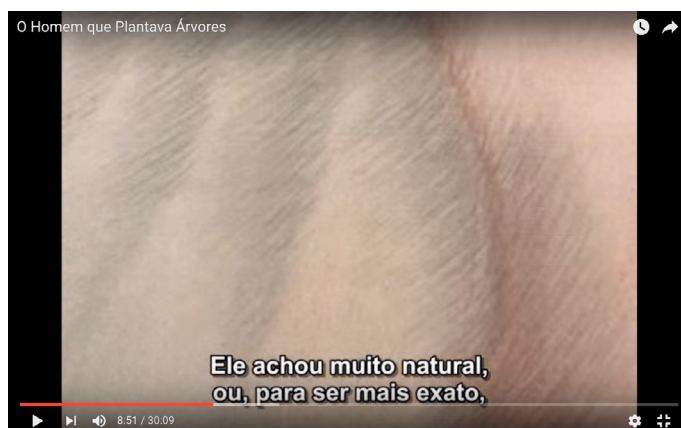 O Homem que Plantava Árvores
Ele achou muito natural,
ou, para ser mais exato,
8:51 / 30:09